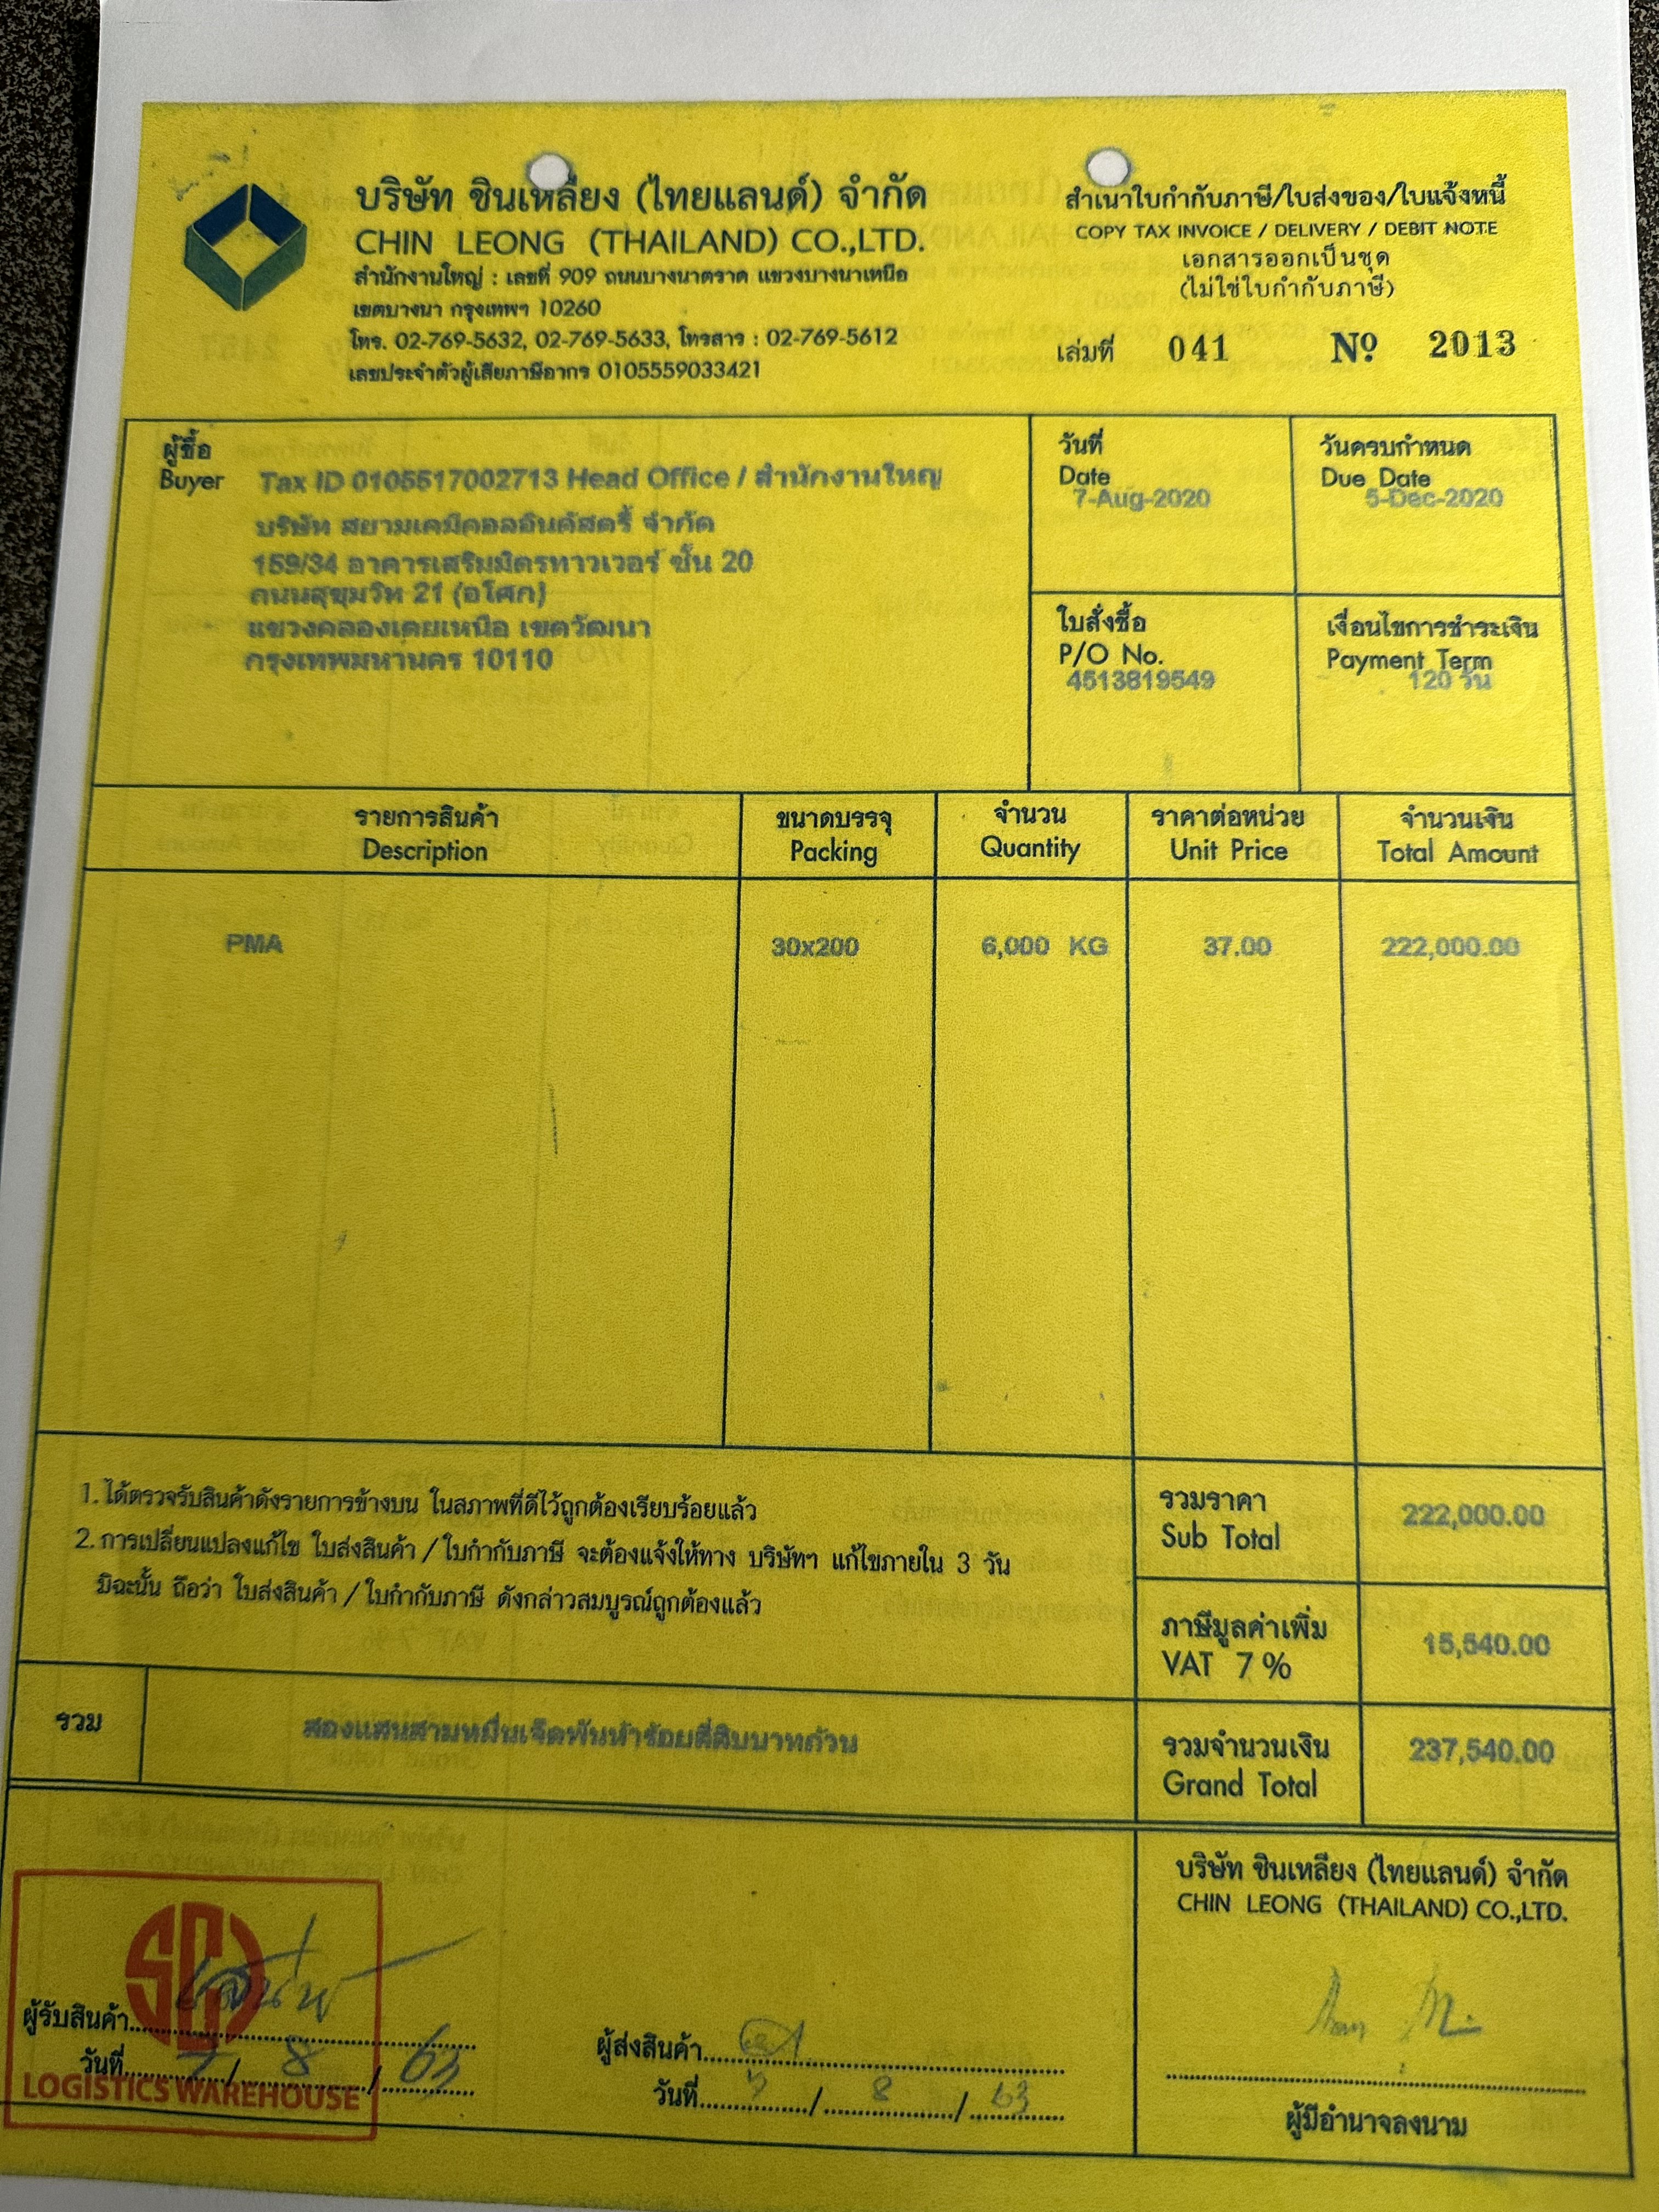 บริษัท ชินเหลียง (ไทยแลนด์) จำกัด
CHIN LEONG (THAILAND) CO.,LTD.
สำนักงานใหญ่ : เลขที่ 909 ถนนบางนาตราด แขวงบางนาเหนือ
เขตบางนา กรุงเทพฯ 10260
โทร. 02-769-5632, 02-769-5633, โทรสาร : 02-769-5612
เลขประจำตัวผู้เสียภาษีอากร 0105559033421
สำเนาใบกำกับภาษี/ใบส่งของ/ใบแจ้งหนี้
COPY TAX INVOICE / DELIVERY / DEBIT NOTE
เอกสารออกเป็นชุด
(ไม่ใช่ใบกำกับภาษี)
เล่มที่ 041 Nº 2013
ผู้ซื้อ
Buyer Tax ID 0105517002713 Head Office / สำนักงานใหญ่
บริษัท สยามเคมีคอลอินดัสตรี้ จำกัด
159/34 อาคารเสริมมิตรทาวเวอร์ ชั้น 20
ถนนสุขุมวิท 21 (อโศก)
แขวงคลองเตยเหนือ เขตวัฒนา
กรุงเทพมหานคร 10110
วันที่
Date
7-Aug-2020
วันครบกำหนด
Due Date
5-Dec-2020
ใบสั่งซื้อ
P/O No.
4513819549
เงื่อนไขการชำระเงิน
Payment Term
120 วัน
รายการสินค้า ขนาดบรรจุ จำนวน ราคาต่อหน่วย จำนวนเงิน
Description Packing Quantity Unit Price Total Amount
PMA 30x200 6,000 KG 37.00 222,000.00
1. ได้ตรวจรับสินค้าดังรายการข้างบน ในสภาพที่ดีไว้ถูกต้องเรียบร้อยแล้ว
2. การเปลี่ยนแปลงแก้ไข ใบส่งสินค้า / ใบกำกับภาษี จะต้องแจ้งให้ทาง บริษัทฯ แก้ไขภายใน 3 วัน
มิฉะนั้น ถือว่า ใบส่งสินค้า / ใบกำกับภาษี ดังกล่าวสมบูรณ์ถูกต้องแล้ว
รวมราคา
Sub Total 222,000.00
ภาษีมูลค่าเพิ่ม
VAT 7 % 15,540.00
รวม สองแสนสามหมื่นเจ็ดพันห้าร้อยสี่สิบบาทถ้วน
รวมจำนวนเงิน
Grand Total 237,540.00
บริษัท ชินเหลียง (ไทยแลนด์) จำกัด
CHIN LEONG (THAILAND) CO.,LTD.
ผู้รับสินค้า
วันที่ 7 / 8 / 63
LOGISTICS WAREHOUSE
ผู้ส่งสินค้า
วันที่ 7 / 8 / 63
ผู้มีอำนาจลงนาม